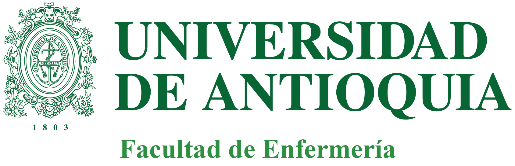 UNIVERSIDAD
DE ANTIOQUIA
1803
Facultad de Enfermería